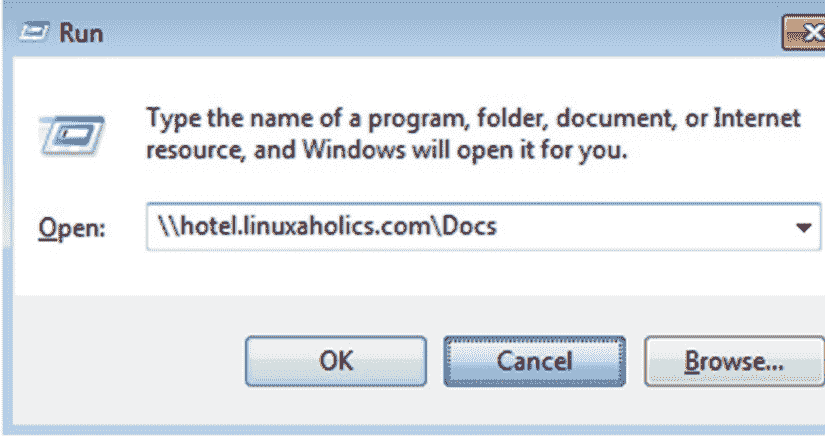 Run
Type the name of a program, folder, document, or Internet
resource, and Windows will open it for you.
Open: \\hotel.linuxaholics.com\Docs
OK Cancel Browse...